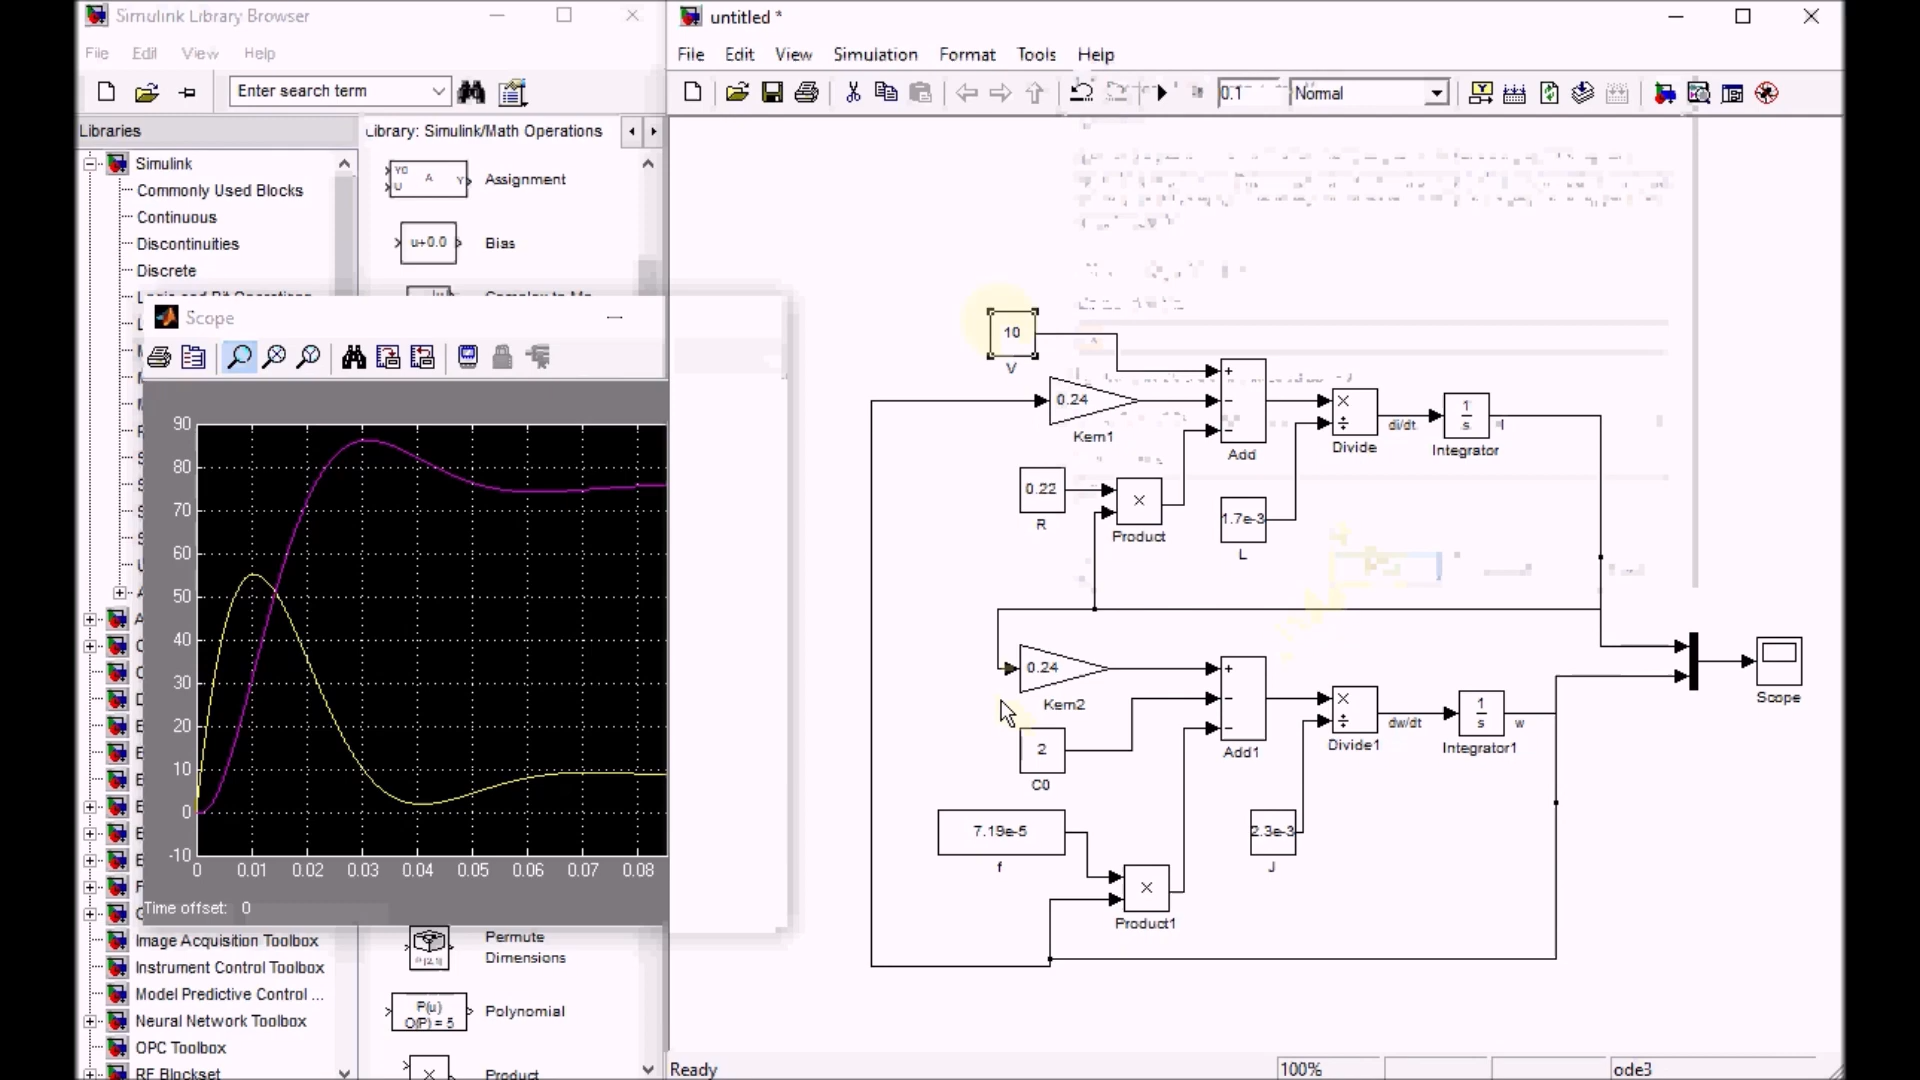 Simulink Library Browser
File Edit View Help
Enter search term
Libraries
Library: Simulink/Math Operations
Simulink
Commonly Used Blocks
Continuous
Discontinuities
Discrete
Assignment
Y0
U
A
Y
u+0.0
Bias
Scope
90
80
70
60
50
40
30
20
10
0
-10
0 0.01 0.02 0.03 0.04 0.05 0.06 0.07 0.08
Time offset: 0
Image Acquisition Toolbox
Instrument Control Toolbox
Model Predictive Control ...
Neural Network Toolbox
OPC Toolbox
RF Blockset
Permute
Dimensions
P(u)
O(P) = 5
Polynomial
Product
untitled *
File Edit View Simulation Format Tools Help
0.1
Normal
10
V
0.24
Kem1
Add
Divide
di/dt
1
s
I
Integrator
0.22
R
Product
1.7e-3
L
0.24
Kem2
2
C0
Add1
Divide1
dw/dt
1
s
w
Integrator1
Scope
7.19e-5
f
2.3e-3
J
Product1
Ready
100%
ode3